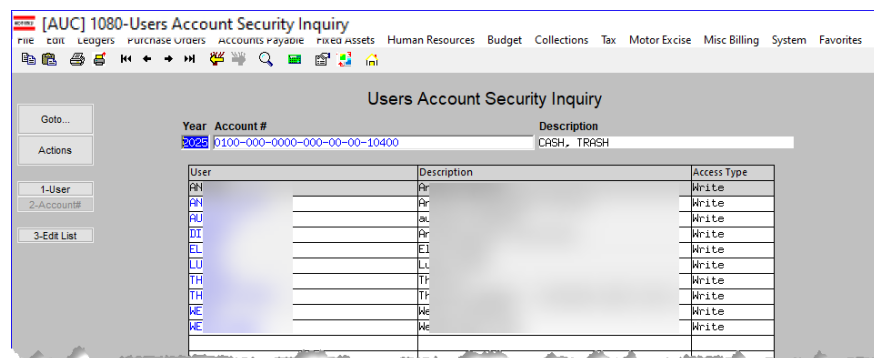 [AUC] 1080-Users Account Security Inquiry
File Edit Ledgers Purchase Orders Accounts Payable Fixed Assets Human Resources Budget Collections Tax Motor Excise Misc Billing System Favorites
Users Account Security Inquiry
Goto...
Year Account # Description
2025 0100-000-0000-000-00-00-10400 CASH, TRASH
Actions
User Description Access Type
AN Ar Write
1-User
AN Ar Write
2-Account#
AU au Write
DI Ar Write
3-Edit List
EL El Write
LU Lu Write
TH Th Write
TH Th Write
WE We Write
WE We Write